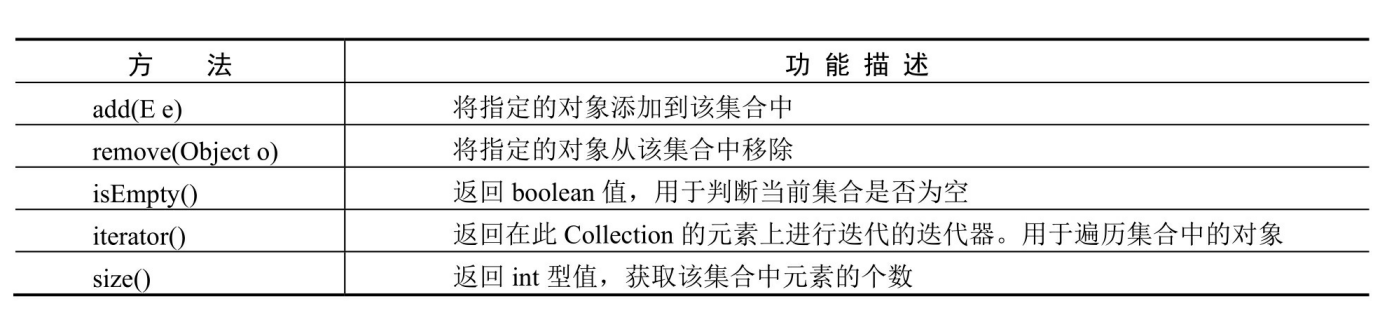 方 法 功 能 描 述
add(E e) 将指定的对象添加到该集合中
remove(Object o) 将指定的对象从该集合中移除
isEmpty() 返回 boolean 值，用于判断当前集合是否为空
iterator() 返回在此 Collection 的元素上进行迭代的迭代器。用于遍历集合中的对象
size() 返回 int 型值，获取该集合中元素的个数